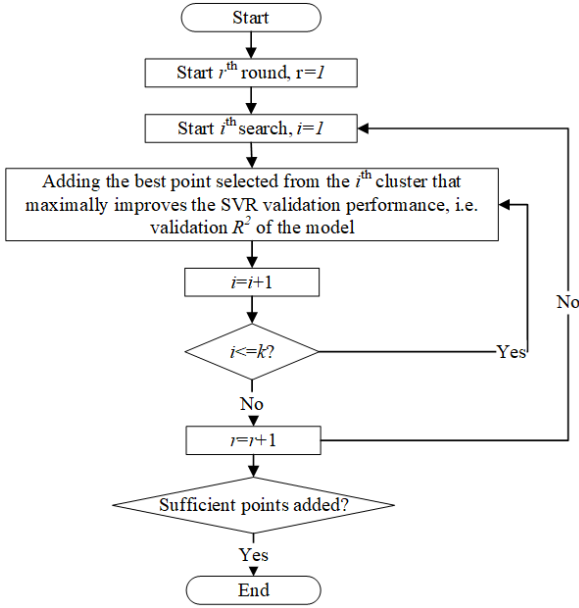 Start
Start rth round, r=1
Start ith search, i=1
Adding the best point selected from the ith cluster that
maximally improves the SVR validation performance, i.e.
validation R2 of the model
i=i+1
No
i<=k?
Yes
No
r=r+1
Sufficient points added?
Yes
End